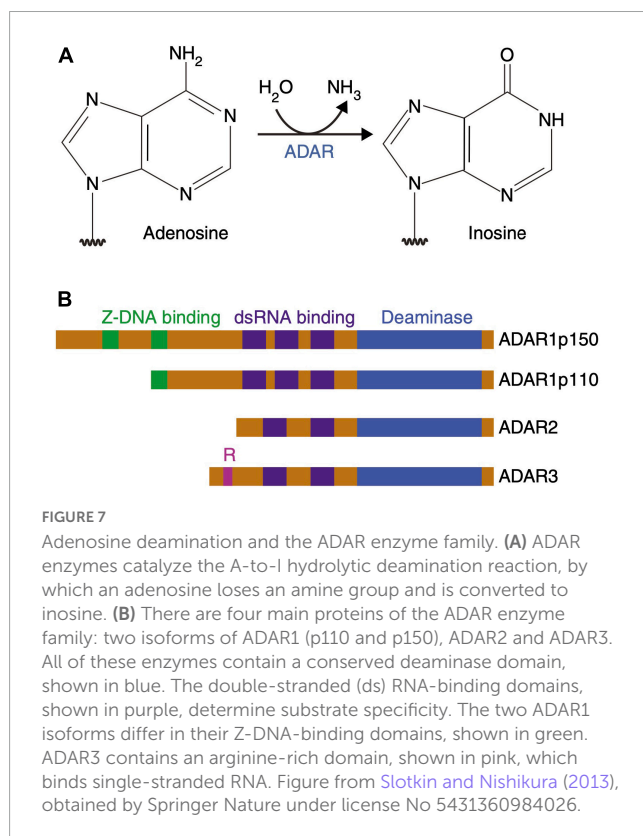 A
NH₂
N
N
N
N
Adenosine
H₂O
NH₃
ADAR
O
N
NH
N
N
Inosine
B
Z-DNA binding
dsRNA binding
Deaminase
ADAR1p150
ADAR1p110
ADAR2
R
ADAR3
FIGURE 7
Adenosine deamination and the ADAR enzyme family. (A) ADAR
enzymes catalyze the A-to-I hydrolytic deamination reaction, by
which an adenosine loses an amine group and is converted to
inosine. (B) There are four main proteins of the ADAR enzyme
family: two isoforms of ADAR1 (p110 and p150), ADAR2 and ADAR3.
All of these enzymes contain a conserved deaminase domain,
shown in blue. The double-stranded (ds) RNA-binding domains,
shown in purple, determine substrate specificity. The two ADAR1
isoforms differ in their Z-DNA-binding domains, shown in green.
ADAR3 contains an arginine-rich domain, shown in pink, which
binds single-stranded RNA. Figure from Slotkin and Nishikura (2013),
obtained by Springer Nature under license No 5431360984026.